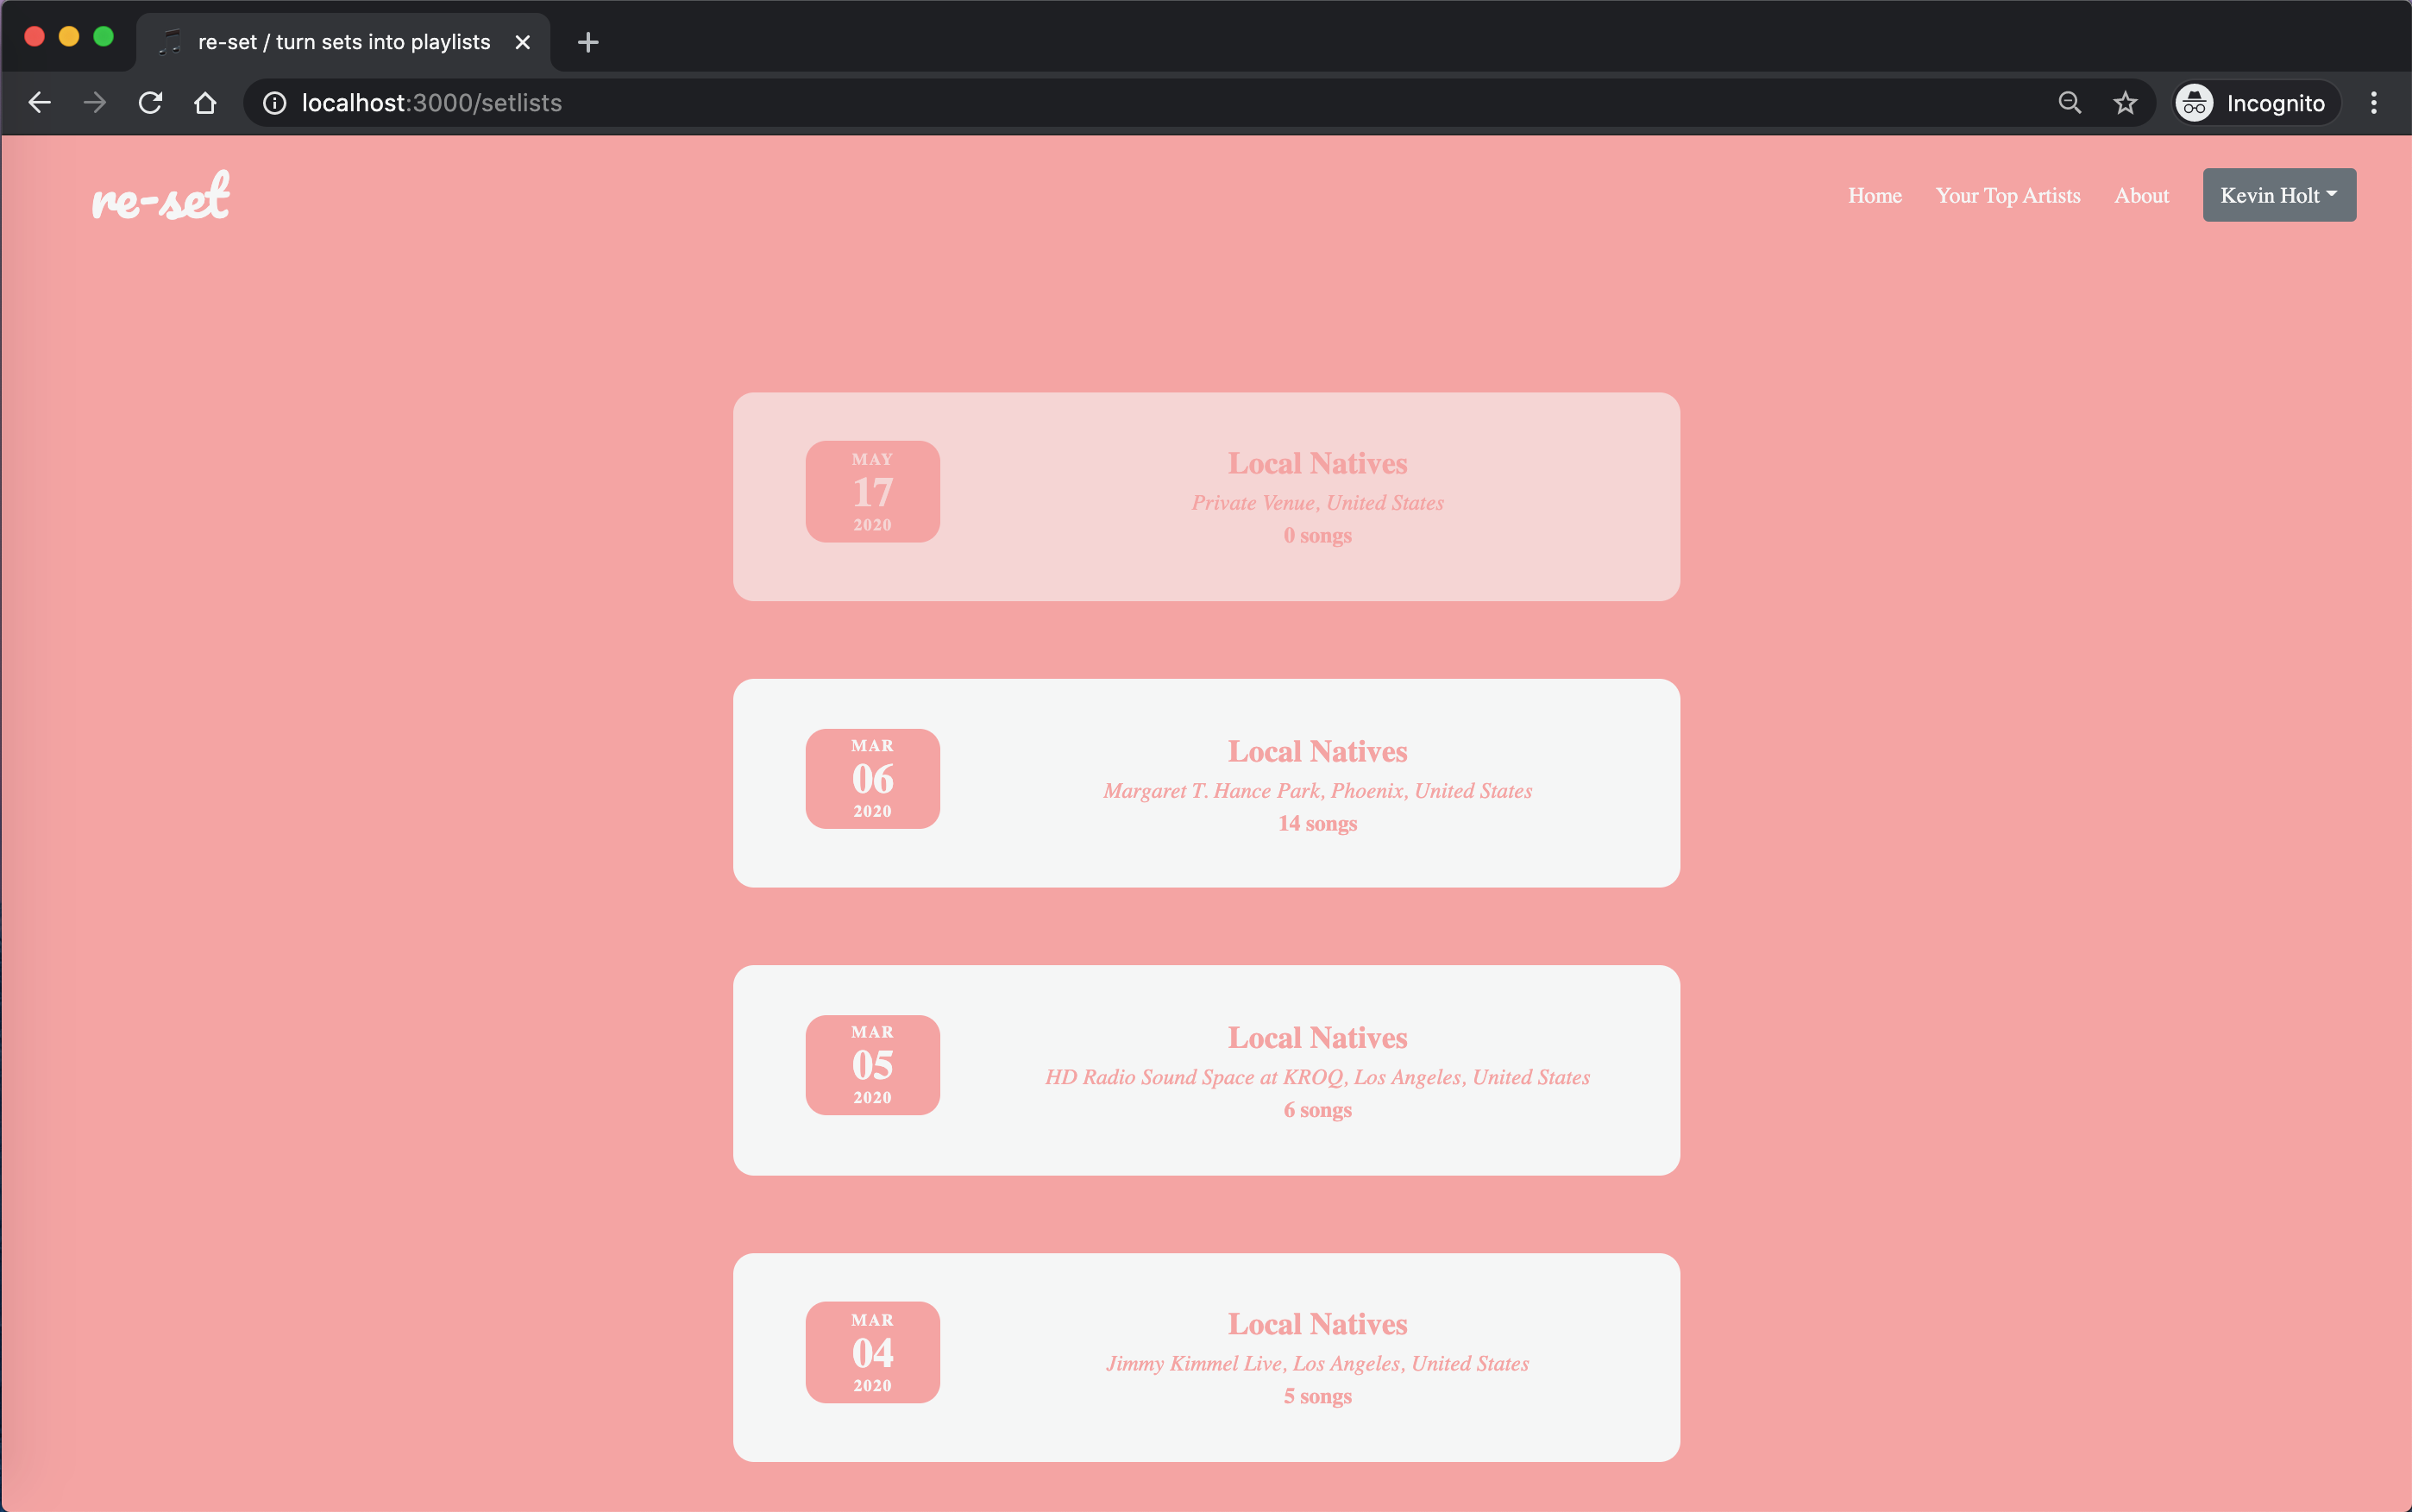 re-set / turn sets into playlists
localhost:3000/setlists
Incognito
re-set
Home
Your Top Artists
About
Kevin Holt
MAY
17
2020
Local Natives
Private Venue, United States
0 songs
MAR
06
2020
Local Natives
Margaret T. Hance Park, Phoenix, United States
14 songs
MAR
05
2020
Local Natives
HD Radio Sound Space at KROQ, Los Angeles, United States
6 songs
MAR
04
2020
Local Natives
Jimmy Kimmel Live, Los Angeles, United States
5 songs